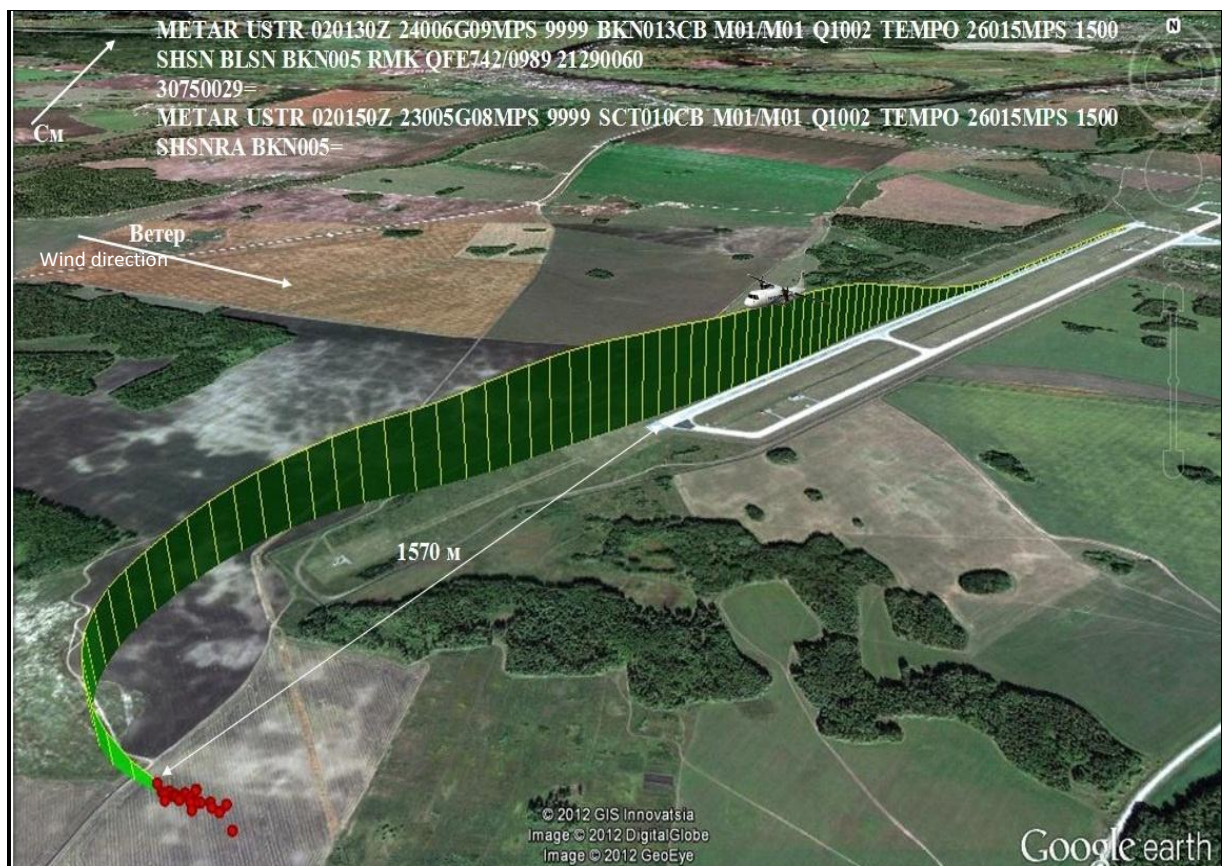 METAR USTR 020130Z 24006G09MPS 9999 BKN013CB M01/M01 Q1002 TEMPO 26015MPS 1500
SHSN BLSN BKN005 RMK QFE742/0989 21290060
30750029=
METAR USTR 020150Z 23005G08MPS 9999 SCT010CB M01/M01 Q1002 TEMPO 26015MPS 1500
SHSNRA BKN005=
N
См
Ветер
Wind direction
1570 м
© 2012 GIS Innovatsia
Image © 2012 DigitalGlobe
Image © 2012 GeoEye
Google earth